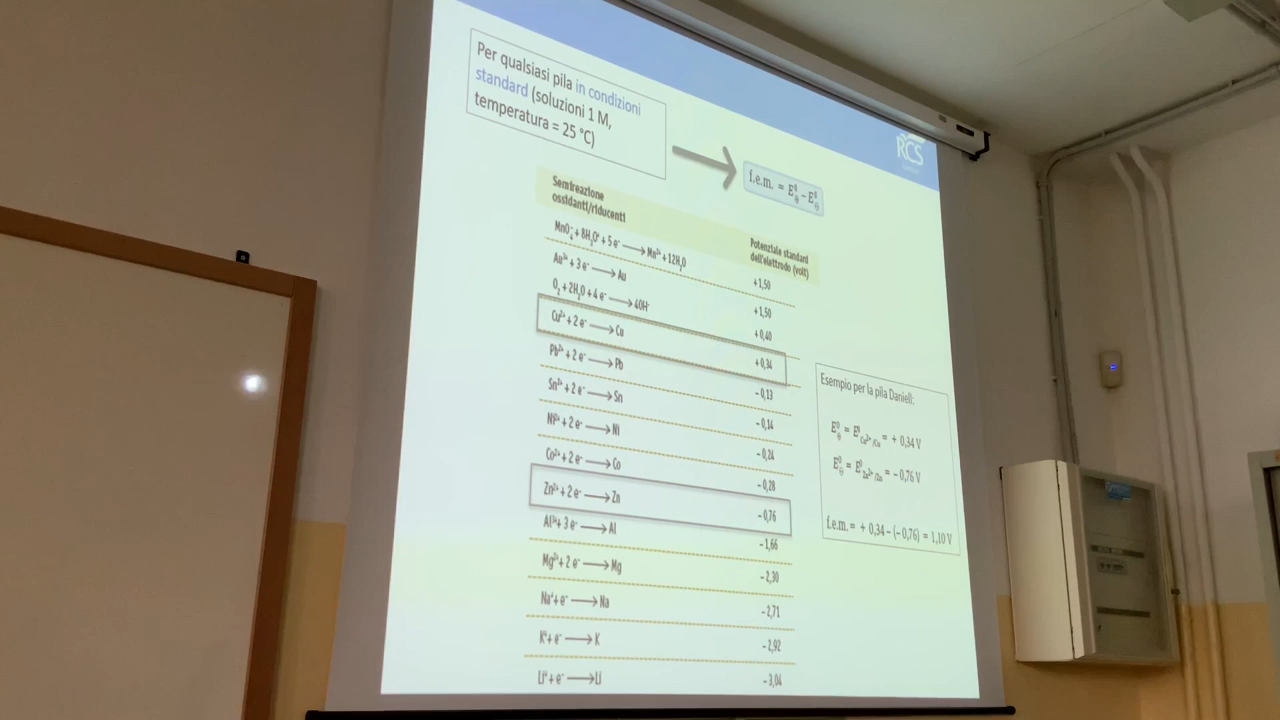 Per qualsiasi pila in condizioni
standard (soluzioni 1 M,
temperatura = 25 °C)
RCS
f.e.m. = E⁰⊕ – E⁰⊖
Semireazione
ossidanti/riducenti
Potenziale standard
dell'elettrodo (volt)
MnO₄⁻ + 8H₃O⁺ + 5 e⁻ ⟶ Mn²⁺ + 12H₂O +1,50
Au³⁺ + 3 e⁻ ⟶ Au +1,50
O₂ + 2H₂O + 4 e⁻ ⟶ 4OH⁻ +0,40
Cu²⁺ + 2 e⁻ ⟶ Cu +0,34
Pb²⁺ + 2 e⁻ ⟶ Pb –0,13
Sn²⁺ + 2 e⁻ ⟶ Sn –0,14
Ni²⁺ + 2 e⁻ ⟶ Ni –0,24
Co²⁺ + 2 e⁻ ⟶ Co –0,28
Zn²⁺ + 2 e⁻ ⟶ Zn –0,76
Al³⁺ + 3 e⁻ ⟶ Al –1,66
Mg²⁺ + 2 e⁻ ⟶ Mg –2,30
Na⁺ + e⁻ ⟶ Na –2,71
K⁺ + e⁻ ⟶ K –2,92
Li⁺ + e⁻ ⟶ Li –3,04
Esempio per la pila Daniell:
E⁰⊕ = E⁰Cu²⁺/Cu = + 0,34 V
E⁰⊖ = E⁰Zn²⁺/Zn = – 0,76 V
f.e.m. = + 0,34 – (– 0,76) = 1,10 V